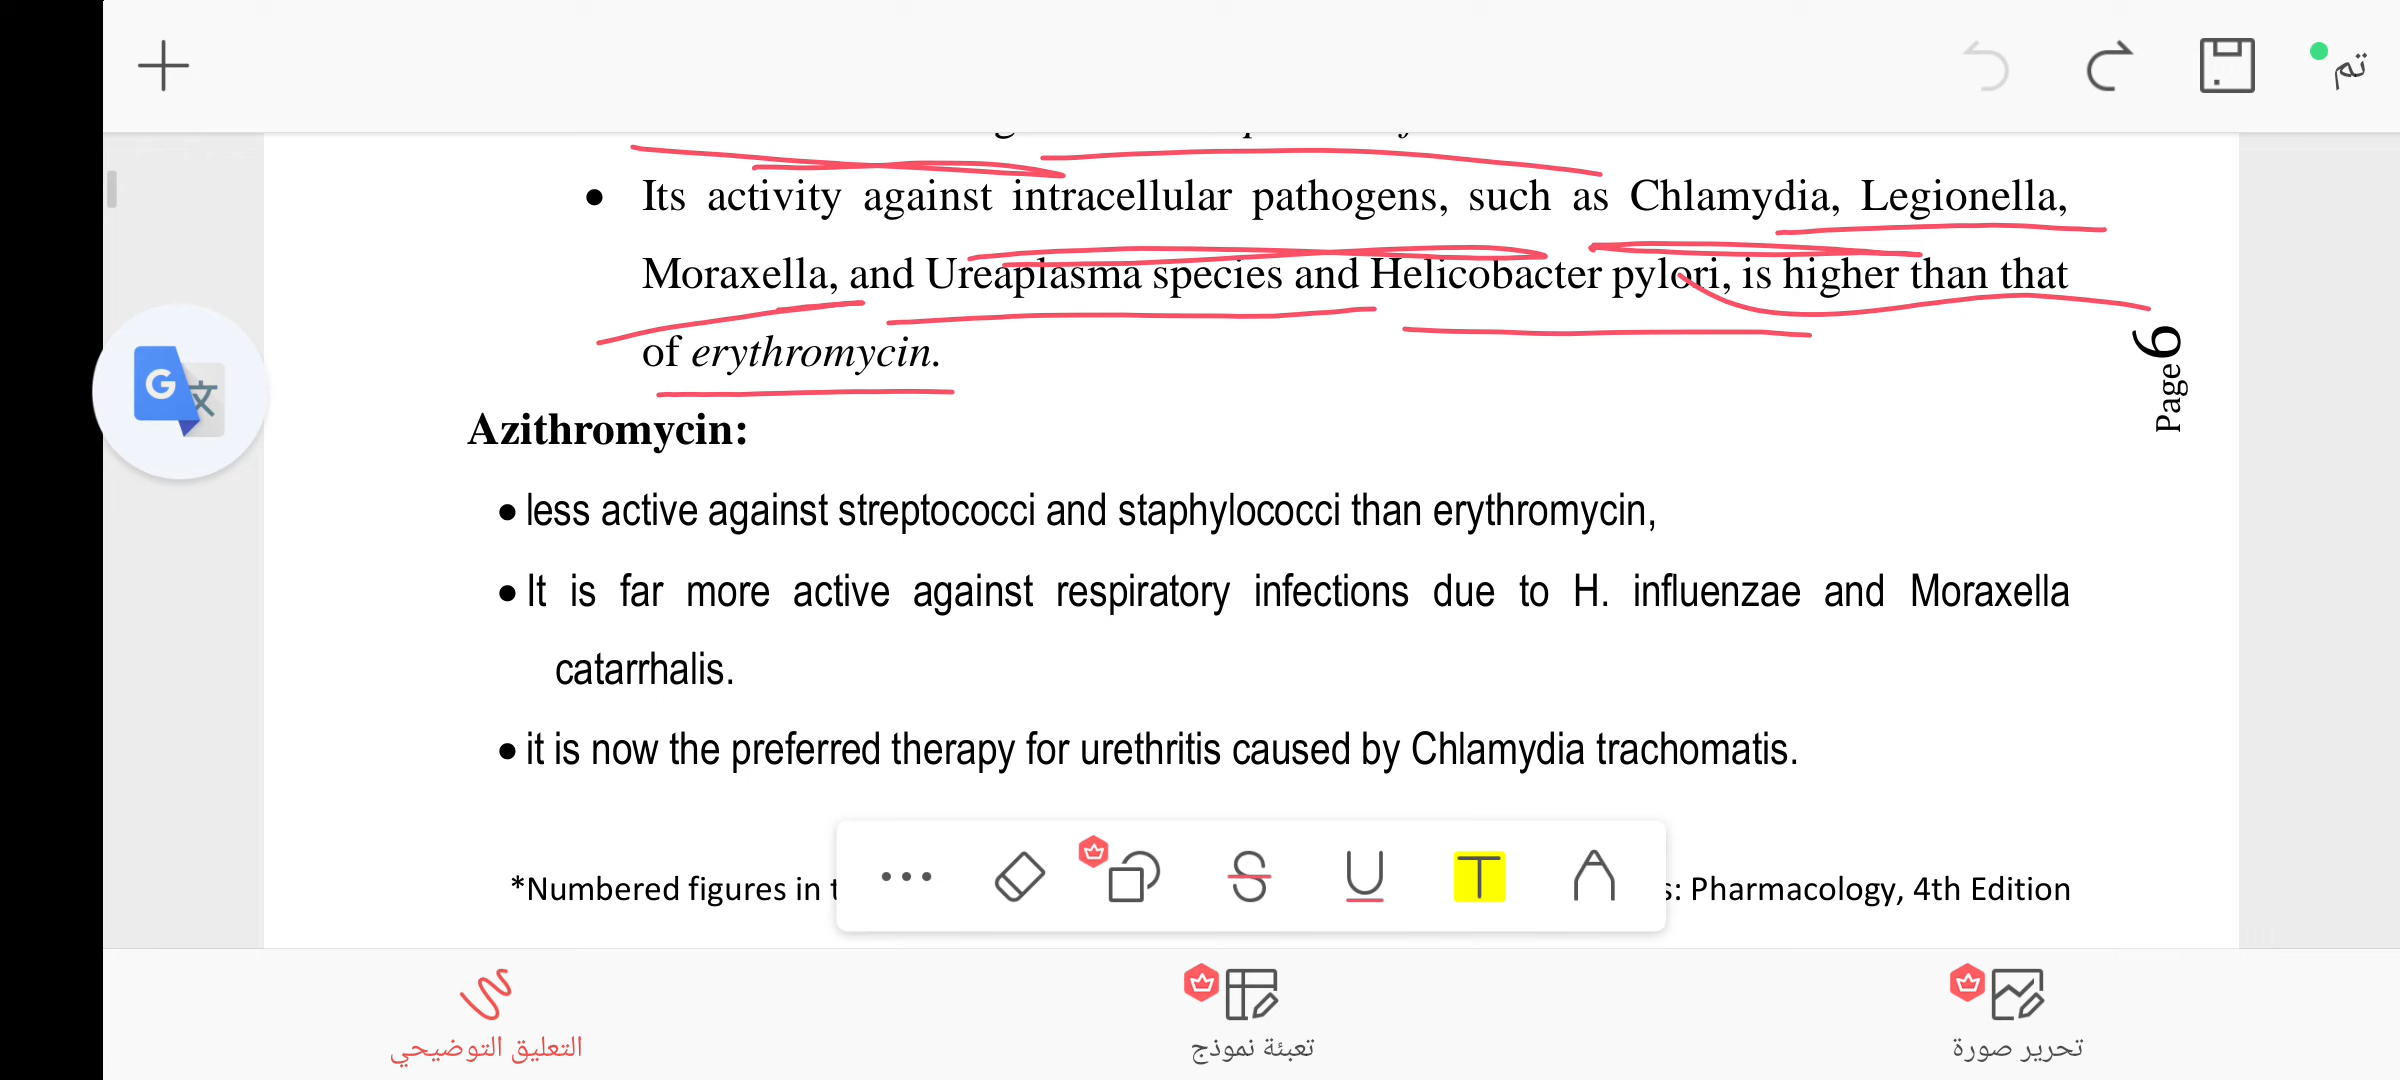 تم
• Its activity against intracellular pathogens, such as Chlamydia, Legionella,
Moraxella, and Ureaplasma species and Helicobacter pylori, is higher than that
of erythromycin.
Page 6
Azithromycin:
• less active against streptococci and staphylococci than erythromycin,
• It is far more active against respiratory infections due to H. influenzae and Moraxella
catarrhalis.
• it is now the preferred therapy for urethritis caused by Chlamydia trachomatis.
*Numbered figures in
: Pharmacology, 4th Edition
التعليق التوضيحي
تعبئة نموذج
تحرير صورة